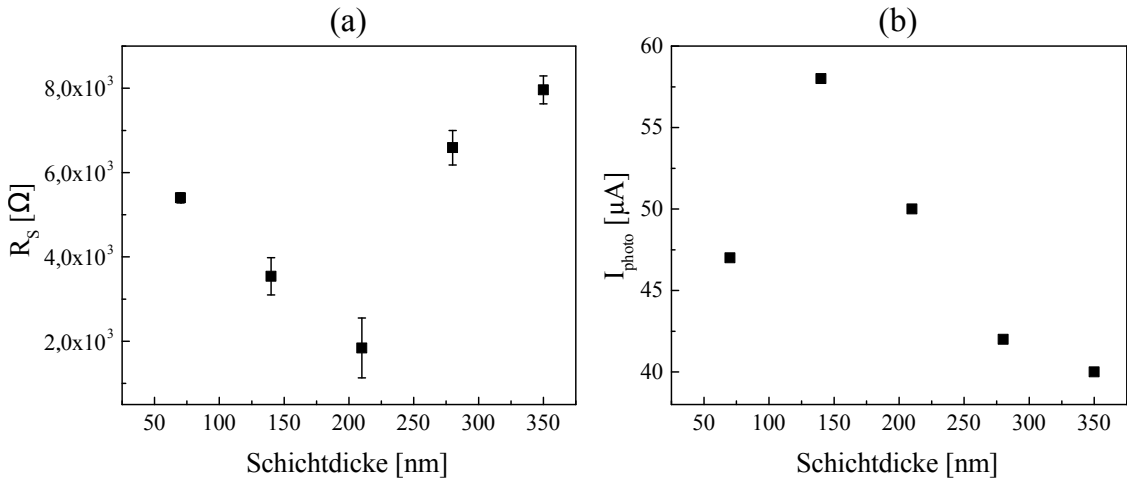 (a)
8,0x10³
6,0x10³
4,0x10³
2,0x10³
R_S [Ω]
50 100 150 200 250 300 350
Schichtdicke [nm]
(b)
60
55
50
45
40
I_photo [µA]
50 100 150 200 250 300 350
Schichtdicke [nm]